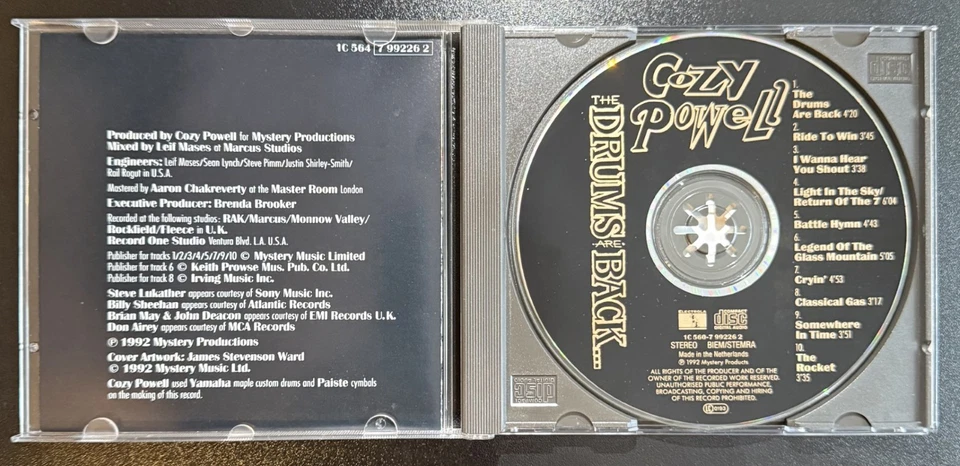 1C 564 7 99226 2
Produced by Cozy Powell for Mystery Productions
Mixed by Leif Mases at Marcus Studios
Engineers: Leif Mases/Sean Lynch/Steve Pimm/Justin Shirley-Smith/
Rail Rogut in U.S.A.
Mastered by Aaron Chakreverty at the Master Room London
Executive Producer: Brenda Brooker
Recorded at the following studios: RAK/Marcus/Monnow Valley/
Rockfield/Fleece in U.K.
Record One Studio Ventura Blvd. L.A. U.S.A.
Publisher for tracks 1/2/3/4/5/7/9/10 © Mystery Music Limited
Publisher for track 6 © Keith Prowse Mus. Pub. Co. Ltd.
Publisher for track 8 © Irving Music Inc.
Steve Lukather appears courtesy of Sony Music Inc.
Billy Sheehan appears courtesy of Atlantic Records
Brian May & John Deacon appears courtesy of EMI Records U.K.
Don Airey appears courtesy of MCA Records
℗ 1992 Mystery Productions
Cover Artwork: James Stevenson Ward
© 1992 Mystery Music Ltd.
Cozy Powell used Yamaha maple custom drums and Paiste cymbals
on the making of this record.
COZY
POWELL
THE DRUMS ARE BACK...
1.
The
Drums
Are Back 4'20
2.
Ride To Win 3'45
3.
I Wanna Hear
You Shout 3'38
4.
Light In The Sky/
Return Of The 7 6'04
5.
Battle Hymn 4'43
6.
Legend Of The
Glass Mountain 5'05
7.
Cryin' 4'53
8.
Classical Gas 3'17
9.
Somewhere
In Time 3'51
10.
The
Rocket
3'35
ELECTROLA
COMPACT
disc
DIGITAL AUDIO
1C 560-7 99226 2
STEREO BIEM/STEMRA
Made in the Netherlands
℗ 1992 Mystery Products
ALL RIGHTS OF THE PRODUCER AND OF THE
OWNER OF THE RECORDED WORK RESERVED.
UNAUTHORISED PUBLIC PERFORMANCE,
BROADCASTING, COPYING AND HIRING
OF THIS RECORD PROHIBITED.
LC 0193